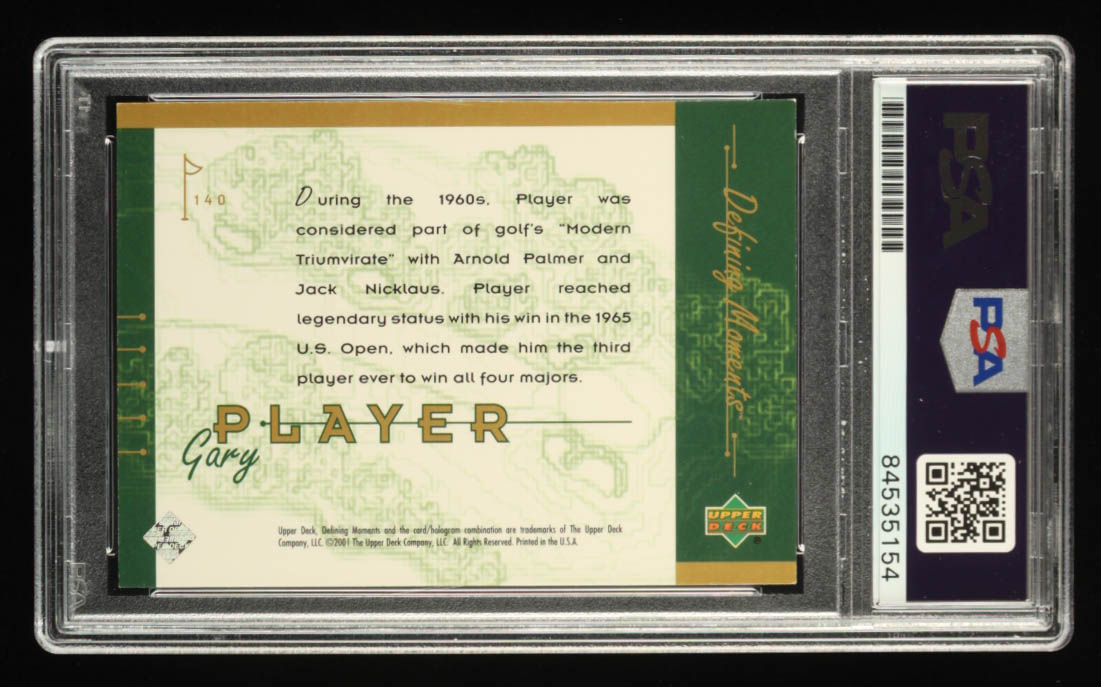 140
During the 1960s, Player was
considered part of golf's "Modern
Triumvirate" with Arnold Palmer and
Jack Nicklaus. Player reached
legendary status with his win in the 1965
U.S. Open, which made him the third
player ever to win all four majors.
PLAYER
Gary
Upper Deck, Defining Moments and the card/hologram combination are trademarks of The Upper Deck
Company, LLC. ©2001 The Upper Deck Company, LLC. All Rights Reserved. Printed in the U.S.A.
Defining Moments
UPPER
DECK
PSA
PSA
84535154